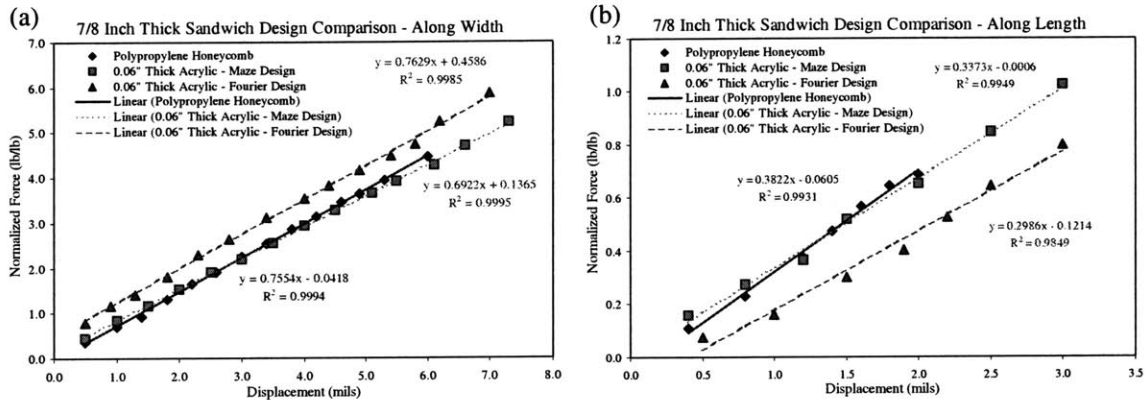 (a)
7/8 Inch Thick Sandwich Design Comparison - Along Width
7.0
6.0
5.0
4.0
3.0
2.0
1.0
0.0
Normalized Force (lb/lb)
Polypropylene Honeycomb
0.06" Thick Acrylic - Maze Design
0.06" Thick Acrylic - Fourier Design
Linear (Polypropylene Honeycomb)
Linear (0.06" Thick Acrylic - Maze Design)
Linear (0.06" Thick Acrylic - Fourier Design)
y = 0.7629x + 0.4586
R² = 0.9985
y = 0.6922x + 0.1365
R² = 0.9995
y = 0.7554x - 0.0418
R² = 0.9994
0.0 1.0 2.0 3.0 4.0 5.0 6.0 7.0 8.0
Displacement (mils)
(b)
7/8 Inch Thick Sandwich Design Comparison - Along Length
1.2
1.0
0.8
0.6
0.4
0.2
0.0
Normalized Force (lb/lb)
Polypropylene Honeycomb
0.06" Thick Acrylic - Maze Design
0.06" Thick Acrylic - Fourier Design
Linear (Polypropylene Honeycomb)
Linear (0.06" Thick Acrylic - Maze Design)
Linear (0.06" Thick Acrylic - Fourier Design)
y = 0.3373x - 0.0006
R² = 0.9949
y = 0.3822x - 0.0605
R² = 0.9931
y = 0.2986x - 0.1214
R² = 0.9849
0.0 0.5 1.0 1.5 2.0 2.5 3.0 3.5
Displacement (mils)